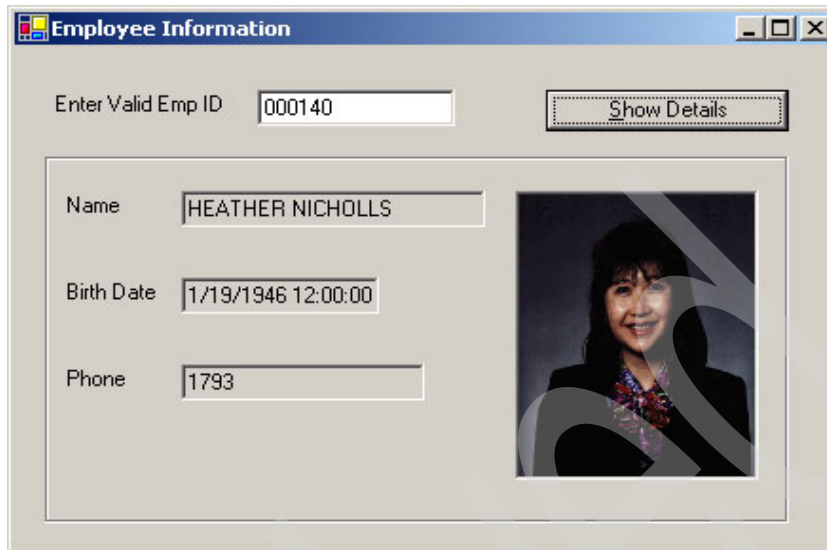 Employee Information
Enter Valid Emp ID 000140 Show Details
Name HEATHER NICHOLLS
Birth Date 1/19/1946 12:00:00
Phone 1793